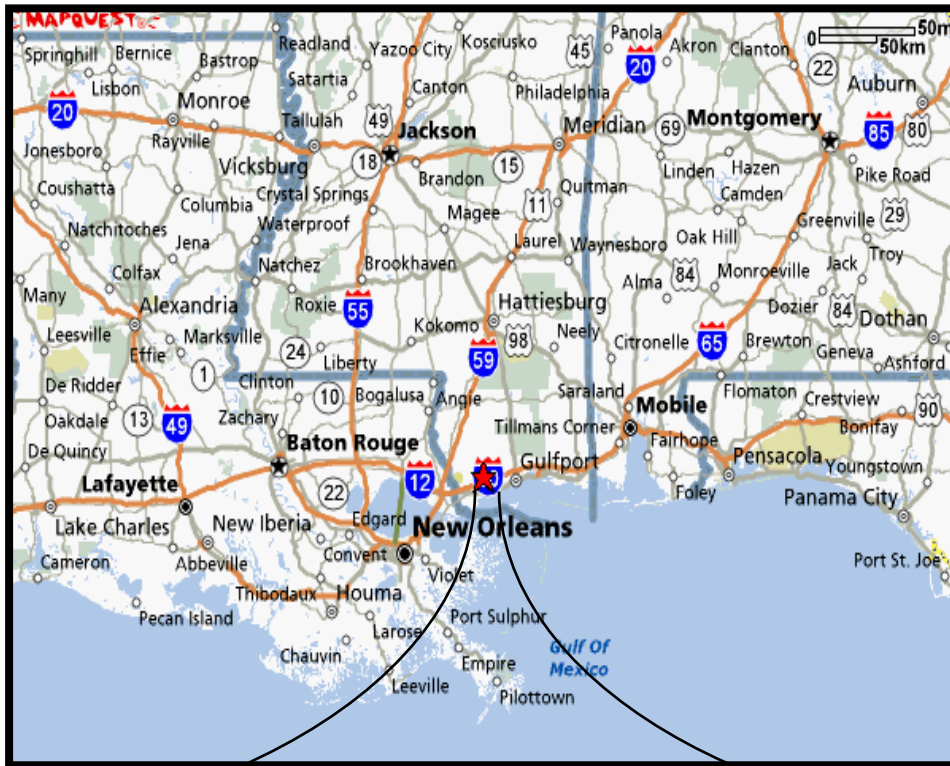 MAPQUEST
50mi
0
50km
Springhill
Bernice
Bastrop
Readland
Yazoo City
Kosciusko
45
Panola
Akron
Clanton
22
Auburn
Lisbon
Satartia
20
20
Monroe
Canton
Philadelphia
49
Jackson
Meridian
69
Montgomery
85
80
Rayville
Tallulah
Jonesboro
Vicksburg
18
Brandon
15
Linden
Hazen
Pike Road
Coushatta
Columbia
Crystal Springs
Quitman
Camden
11
Magee
Waterproof
Greenville
29
Natchitoches
Jena
Laurel
Waynesboro
Oak Hill
Troy
Colfax
Natchez
Brookhaven
Alma
84
Monroeville
Jack
Many
Alexandria
Roxie
55
Hattiesburg
Dozier
84
Dothan
Leesville
Marksville
Kokomo
98
Neely
Citronelle
65
Brewton
Effie
24
Liberty
59
Geneva
Ashford
De Ridder
1
Clinton
Bogalusa
Angie
Saraland
Flomaton
Crestview
Oakdale
13
49
Zachary
10
Tillmans Corner
Mobile
90
Bonifay
De Quincy
Baton Rouge
Fairhope
Pensacola
Youngstown
Lafayette
22
12
Gulfport
Foley
Panama City
Lake Charles
New Iberia
Edgard
New Orleans
Cameron
Abbeville
Convent
Violet
Port St. Joe
Thibodaux
Houma
Pecan Island
Larose
Port Sulphur
Chauvin
Empire
Gulf Of
Mexico
Leeville
Pilottown